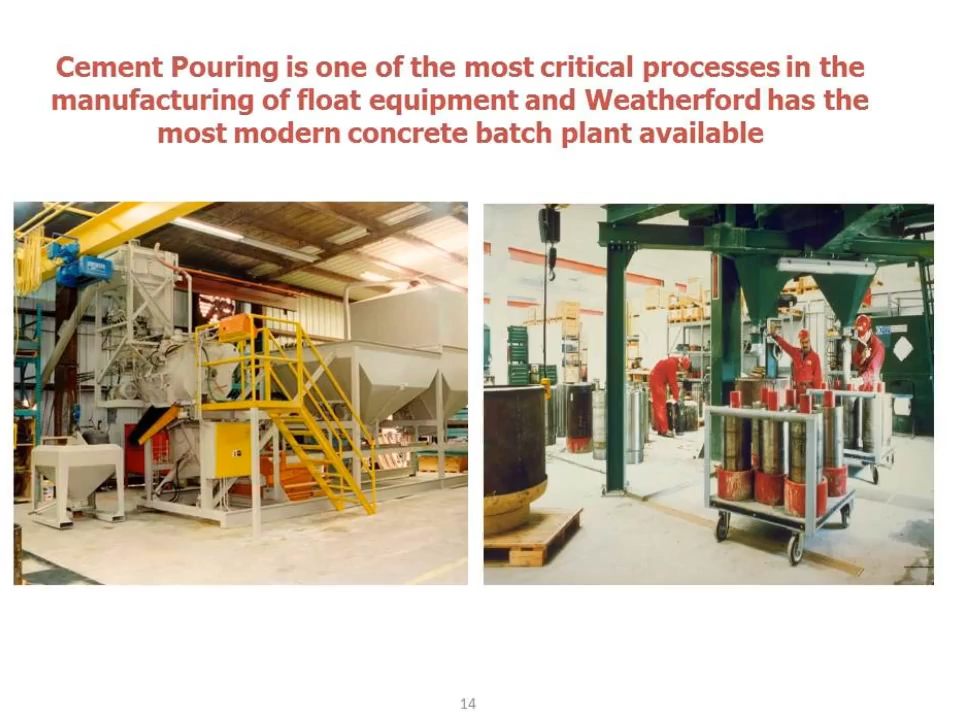 Cement Pouring is one of the most critical processes in the
manufacturing of float equipment and Weatherford has the
most modern concrete batch plant available
14